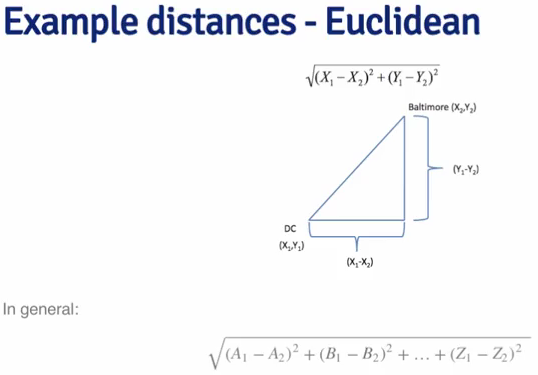 Example distances - Euclidean
√(X₁ − X₂)² + (Y₁ − Y₂)²
Baltimore (X₂,Y₂)
(Y₁-Y₂)
DC
(X₁,Y₁)
(X₁-X₂)
In general:
√(A₁ − A₂)² + (B₁ − B₂)² + … + (Z₁ − Z₂)²